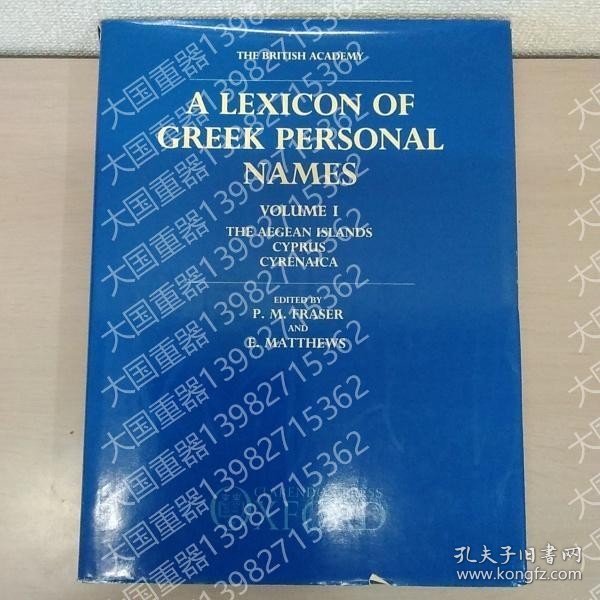 THE BRITISH ACADEMY
A LEXICON OF
GREEK PERSONAL
NAMES
VOLUME I
THE AEGEAN ISLANDS
CYPRUS
CYRENAICA
EDITED BY
P. M. FRASER
AND
E. MATTHEWS
CLARENDON PRESS
OXFORD
大国重器13982715362
孔夫子旧书网
www.kongfz.com